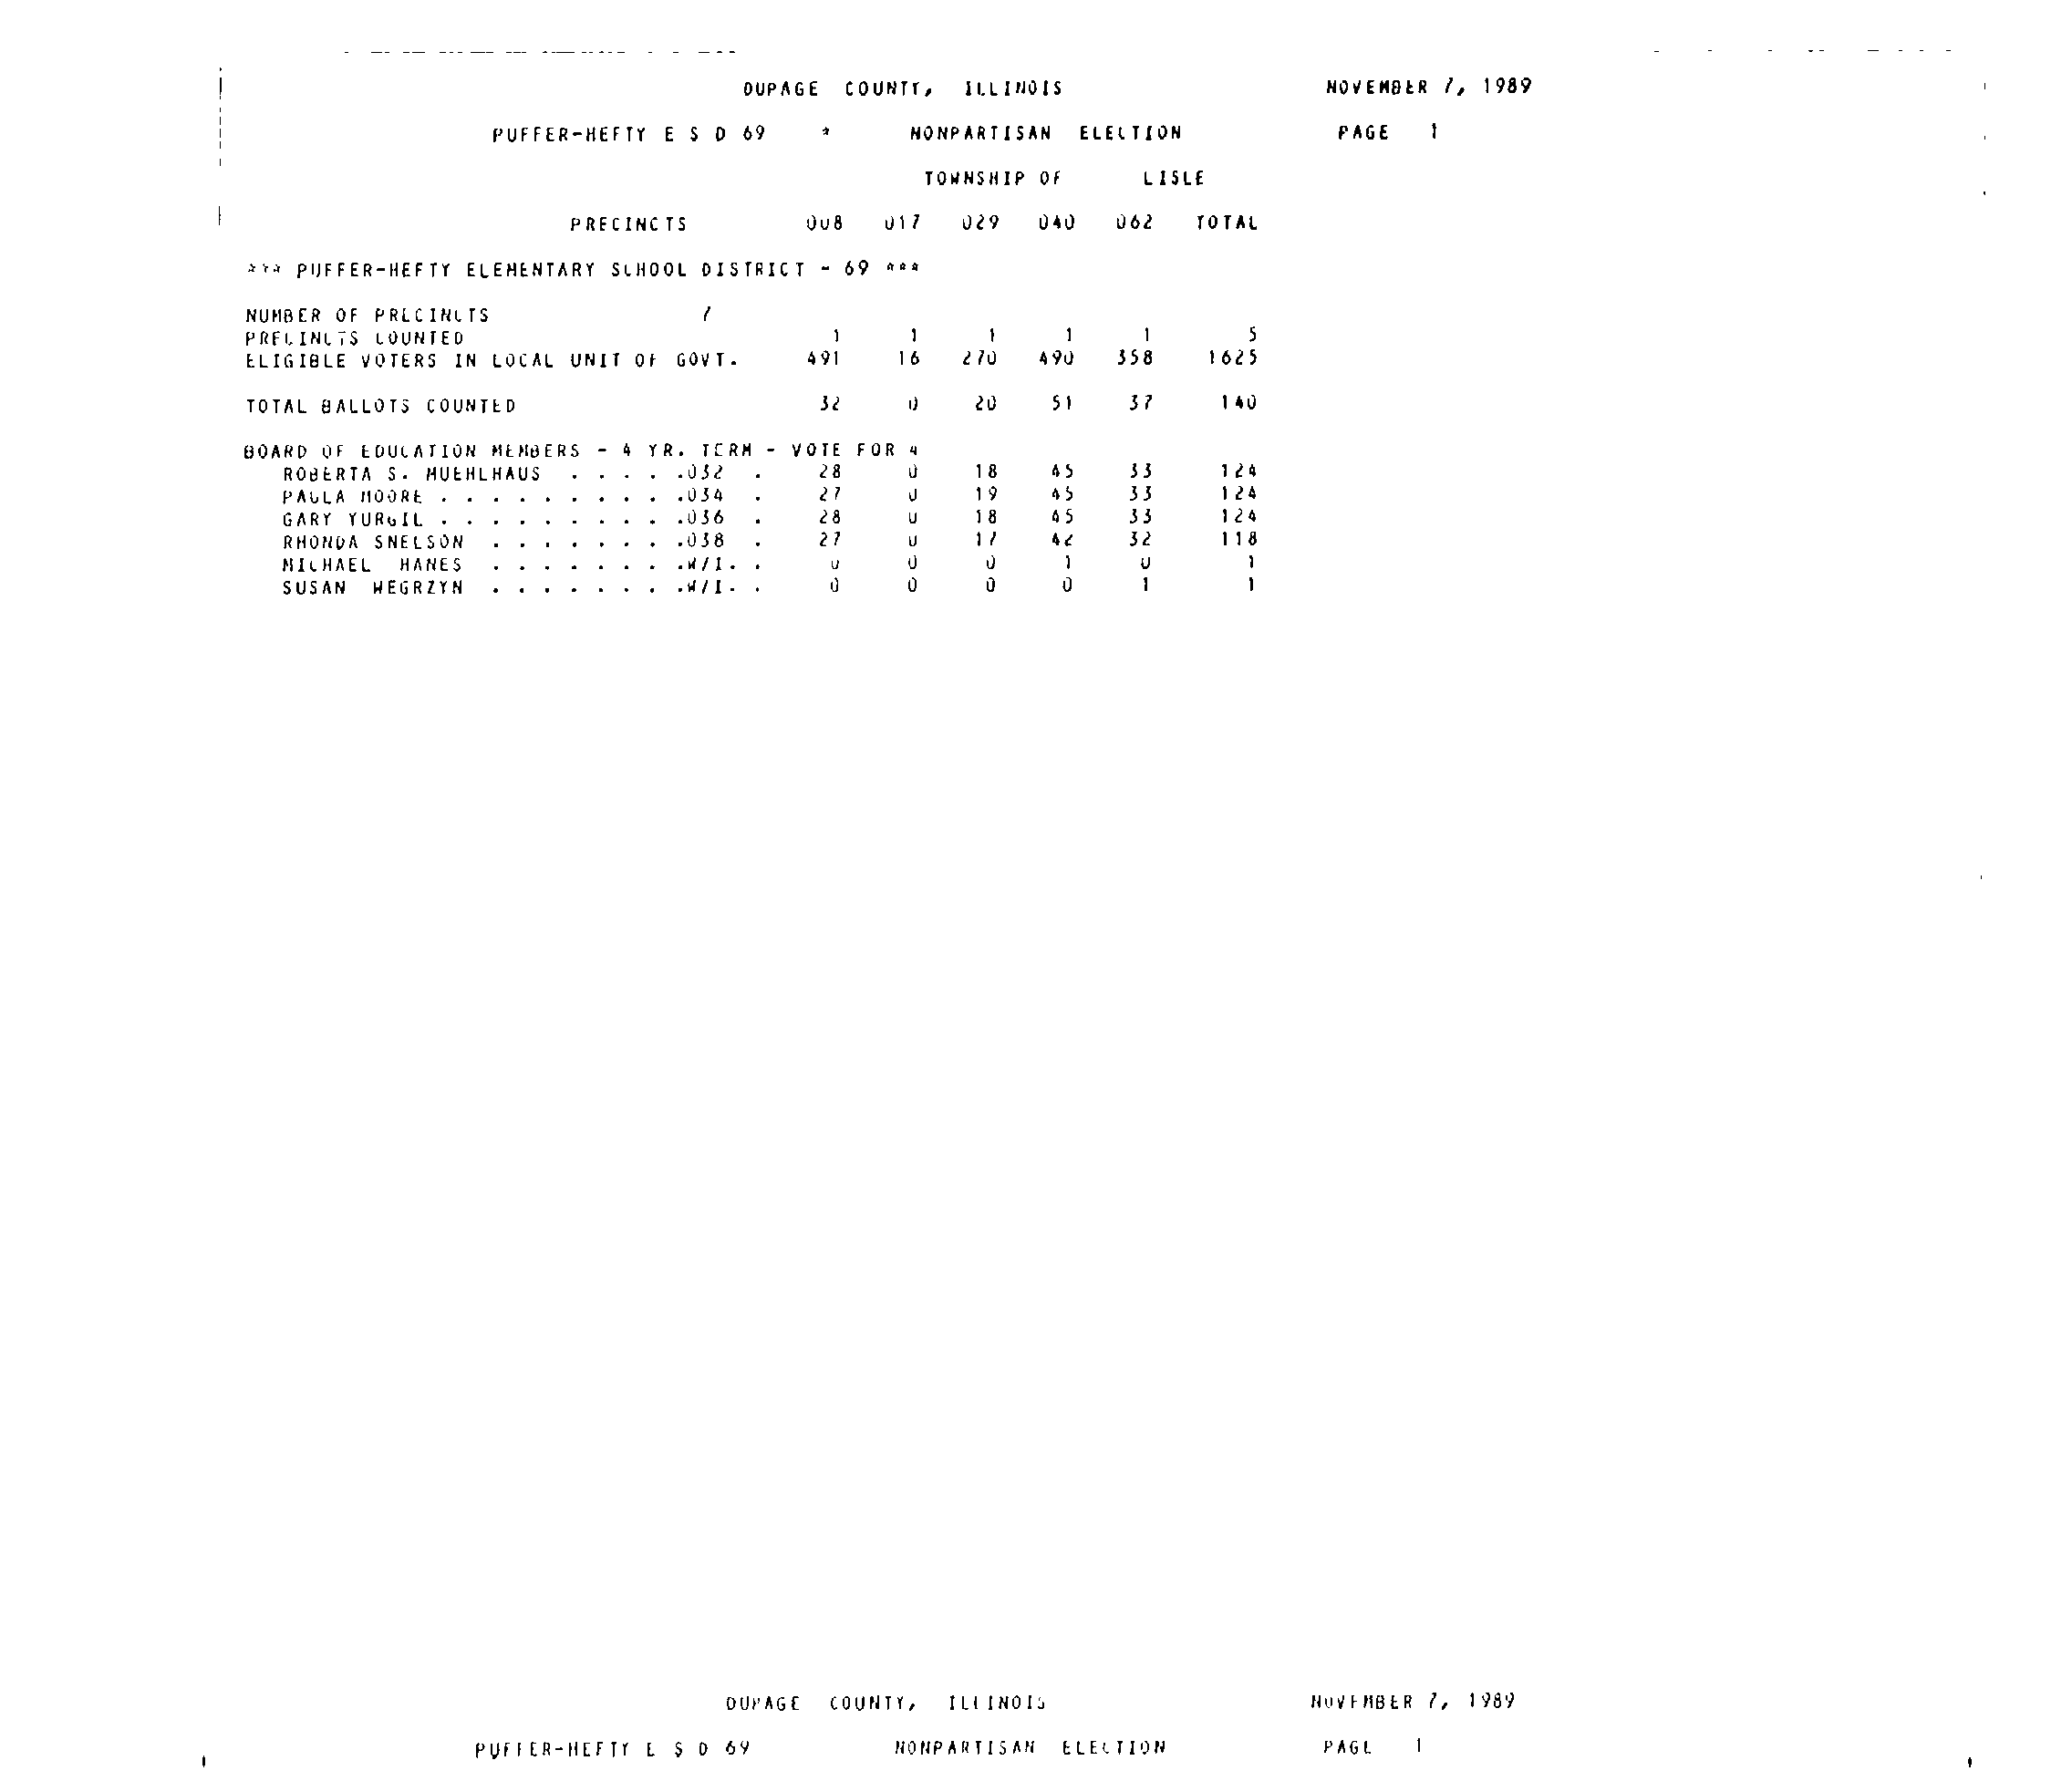 DUPAGE COUNTY, ILLINOIS NOVEMBER 7, 1989
PUFFER-HEFTY E S D 69 * NONPARTISAN ELECTION PAGE 1
TOWNSHIP OF LISLE
PRECINCTS 008 017 029 040 062 TOTAL
*** PUFFER-HEFTY ELEMENTARY SCHOOL DISTRICT - 69 ***
NUMBER OF PRECINCTS 7
PRECINCTS COUNTED 1 1 1 1 1 5
ELIGIBLE VOTERS IN LOCAL UNIT OF GOVT. 491 16 270 490 358 1625
TOTAL BALLOTS COUNTED 32 0 20 51 37 140
BOARD OF EDUCATION MEMBERS - 4 YR. TERM - VOTE FOR 4
ROBERTA S. MUEHLHAUS . . . . .032 . 28 0 18 45 33 124
PAULA MOORE . . . . . . . . . .034 . 27 0 19 45 33 124
GARY YURGIL . . . . . . . . . .036 . 28 0 18 45 33 124
RHONDA SNELSON . . . . . . . .038 . 27 0 17 42 32 118
MICHAEL HANES . . . . . . . .W/I. . 0 0 0 1 0 1
SUSAN WEGRZYN . . . . . . . .W/I. . 0 0 0 0 1 1
DUPAGE COUNTY, ILLINOIS NOVEMBER 7, 1989
PUFFER-HEFTY E S D 69 NONPARTISAN ELECTION PAGE 1